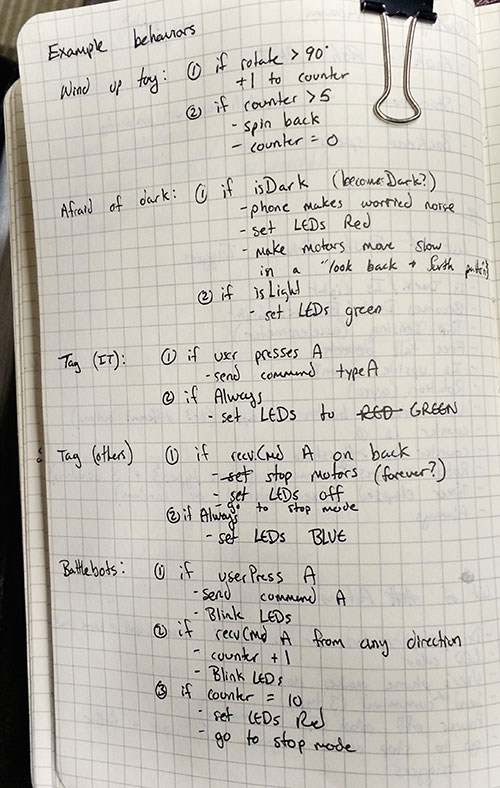 Example behaviors
Wind up toy: ① if rotate > 90°
+1 to counter
② if counter > 5
- spin back
- counter = 0
Afraid of dark: ① if isDark (becomeDark?)
- phone makes worried noise
- set LEDs Red
- make motors move slow
in a "look back + forth pattern
② if isLight
- set LEDs green
Tag (IT): ① if user presses A
- send command typeA
② if Always
- set LEDs to RED GREEN
Tag (others) ① if recv.Cmd A on back
- set stop motors (forever?)
- set LEDs off
- go to stop mode
② if Always
- set LEDs BLUE
Battlebots: ① if userPress A
- send command A
- Blink LEDs
② if recvCmd A from any direction
- counter +1
- Blink LEDs
③ if counter = 10
- set LEDs Red
- go to stop mode